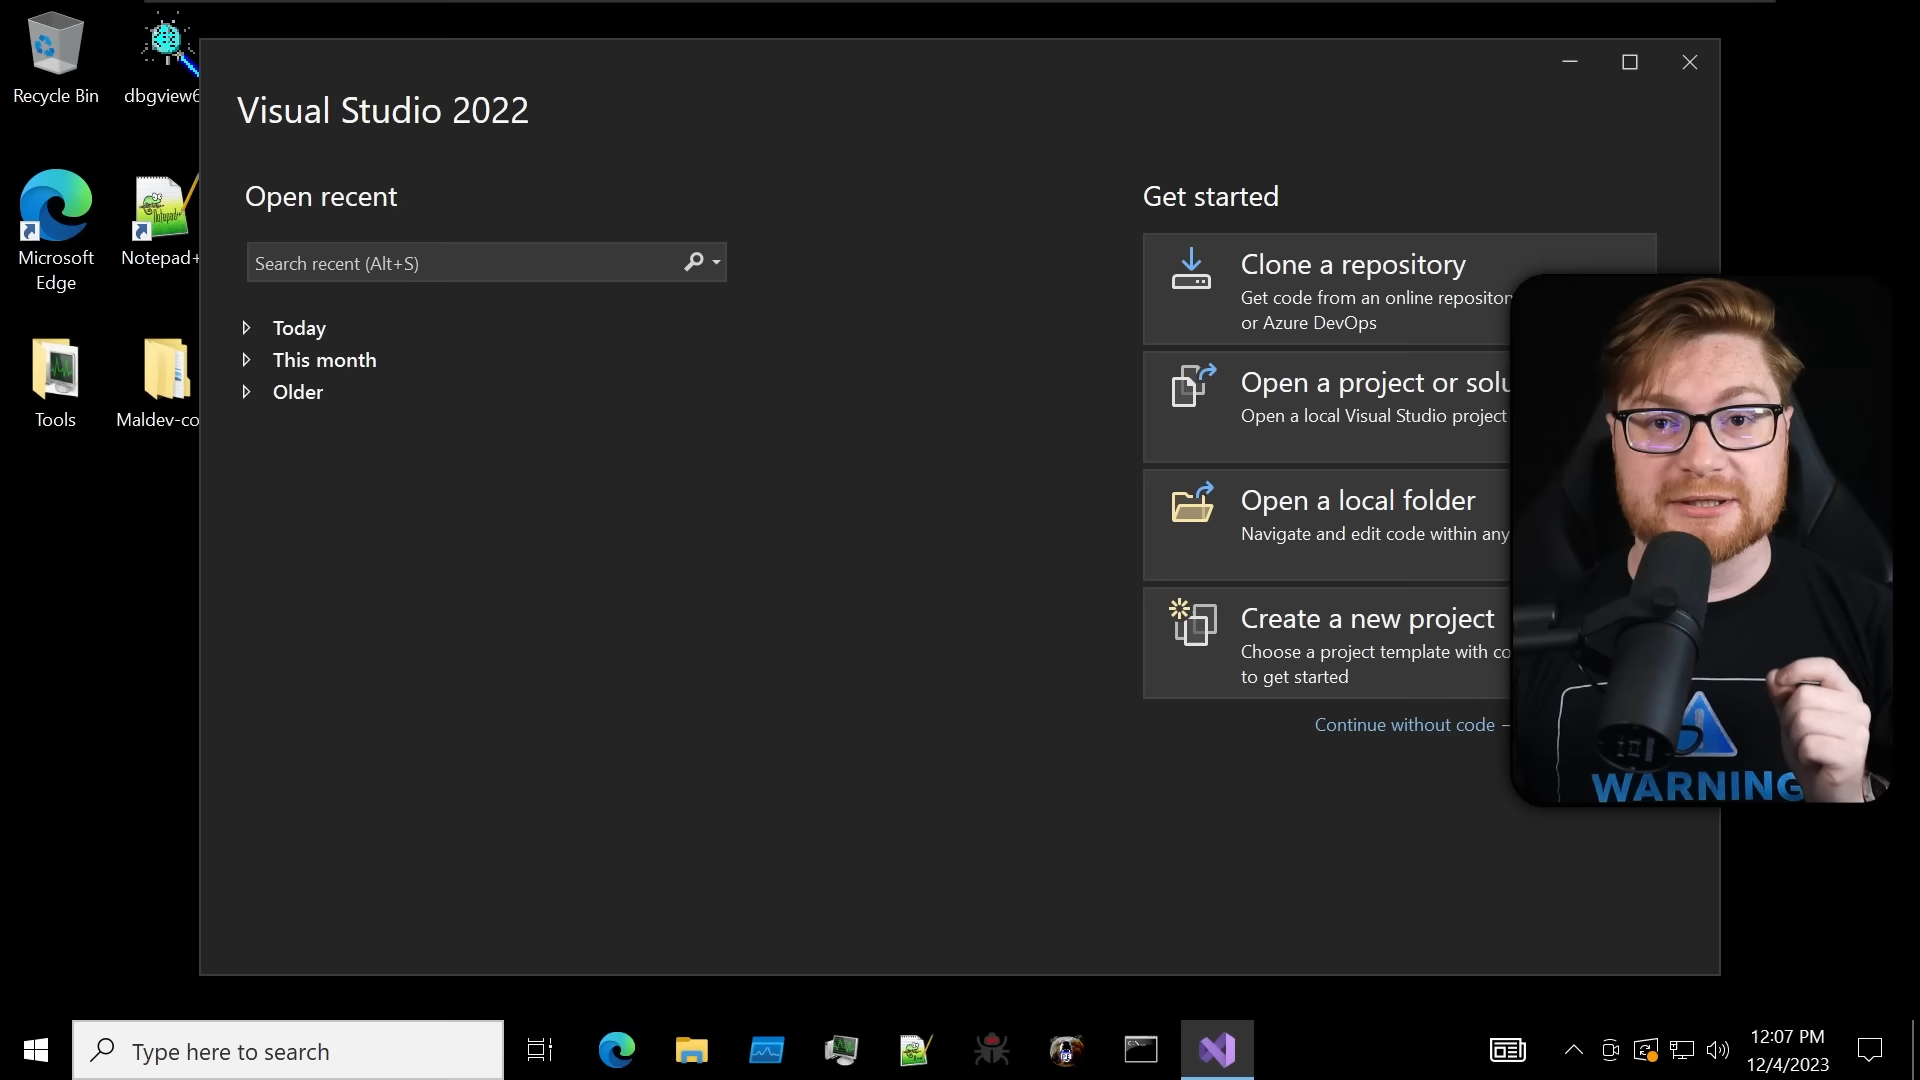 Recycle Bin
dbgview6
Microsoft
Edge
Notepad+
Tools
Maldev-co
Visual Studio 2022
Open recent
Search recent (Alt+S)
Today
This month
Older
Get started
Clone a repository
Get code from an online repositor
or Azure DevOps
Open a project or solu
Open a local Visual Studio project
Open a local folder
Navigate and edit code within any
Create a new project
Choose a project template with co
to get started
Continue without code
WARNING
Type here to search
12:07 PM
12/4/2023